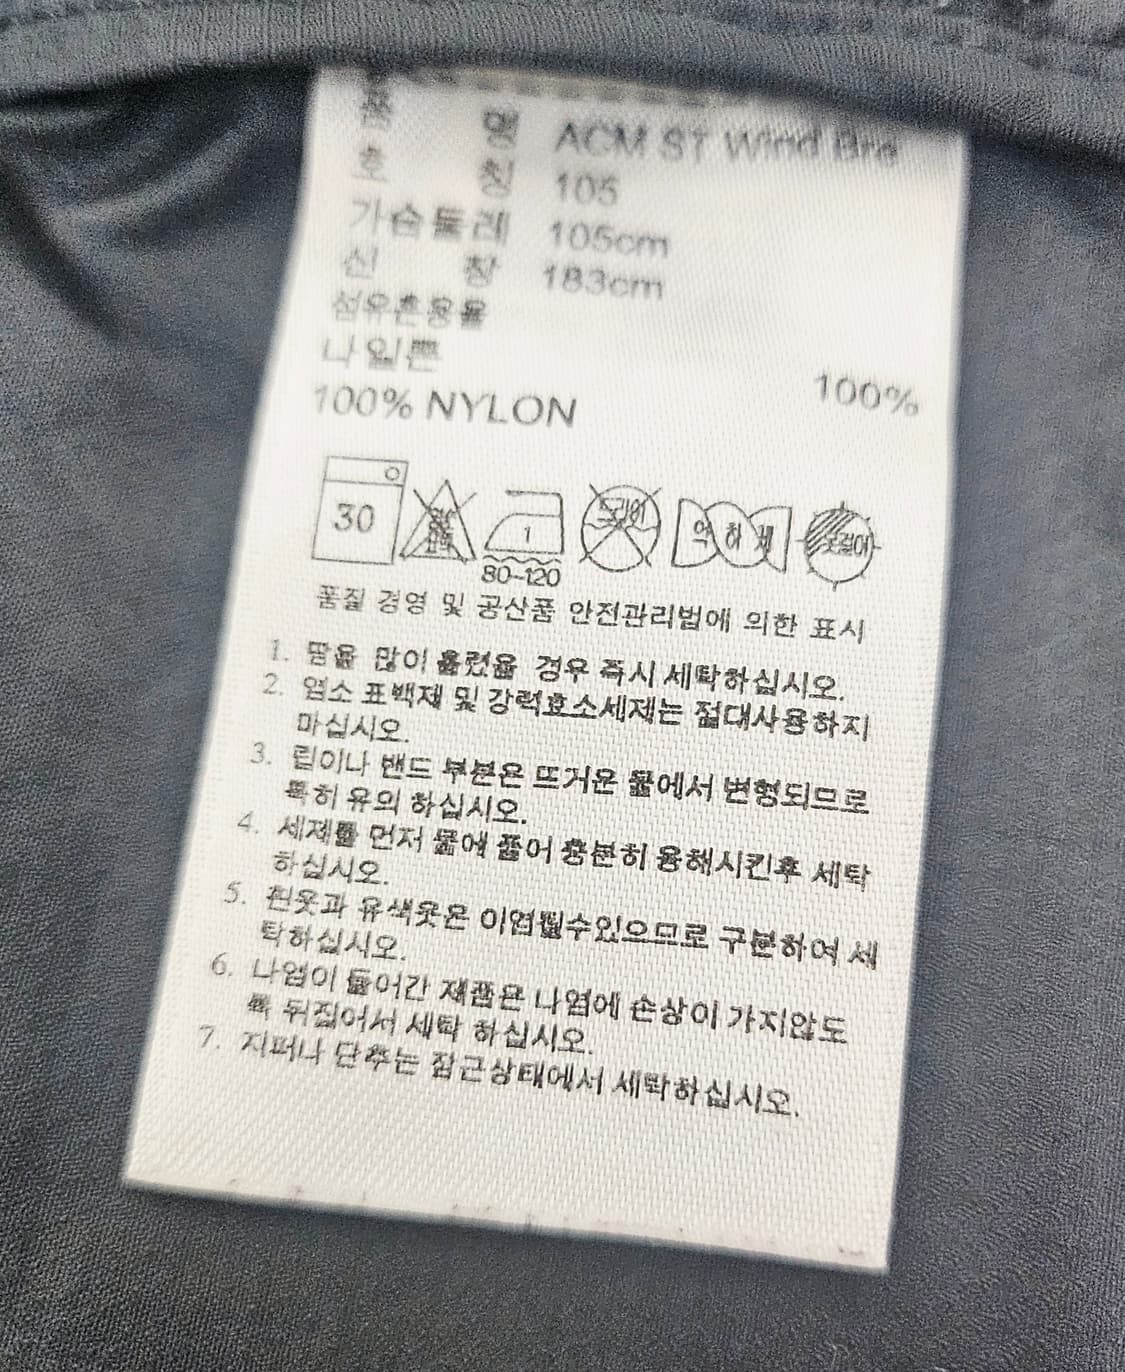 품 명 ACM ST Wind Bre
호 칭 105
가슴둘레 105cm
신 장 183cm
섬유혼용율
나일론 100%
100% NYLON
30 1 80~120 드라이 약하게 옷걸이
품질 경영 및 공산품 안전관리법에 의한 표시
1. 땀을 많이 흘렸을 경우 즉시 세탁하십시오.
2. 염소 표백제 및 강력효소세제는 절대사용하지
마십시오.
3. 립이나 밴드 부분은 뜨거운 물에서 변형되므로
특히 유의 하십시오.
4. 세제를 먼저 물에 풀어 충분히 용해시킨후 세탁
하십시오.
5. 흰옷과 유색옷은 이염될수있으므로 구분하여 세
탁하십시오.
6. 나염이 들어간 제품은 나염에 손상이 가지않도
록 뒤집어서 세탁 하십시오.
7. 지퍼나 단추는 잠근상태에서 세탁하십시오.